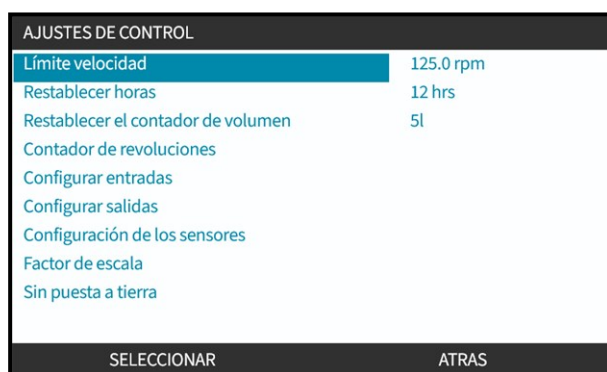 AJUSTES DE CONTROL
Límite velocidad 125.0 rpm
Restablecer horas 12 hrs
Restablecer el contador de volumen 5l
Contador de revoluciones
Configurar entradas
Configurar salidas
Configuración de los sensores
Factor de escala
Sin puesta a tierra
SELECCIONAR ATRAS